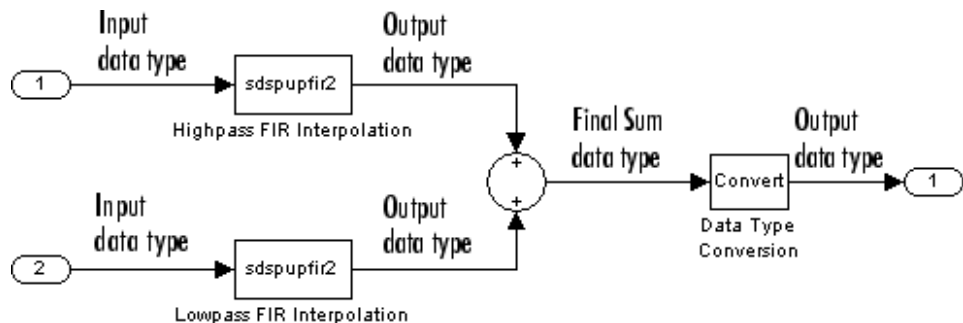 Input
data type
Output
data type
1
sdspupfir2
Highpass FIR Interpolation
+
+
Final Sum
data type
Convert
Data Type
Conversion
Output
data type
1
Input
data type
Output
data type
2
sdspupfir2
Lowpass FIR Interpolation